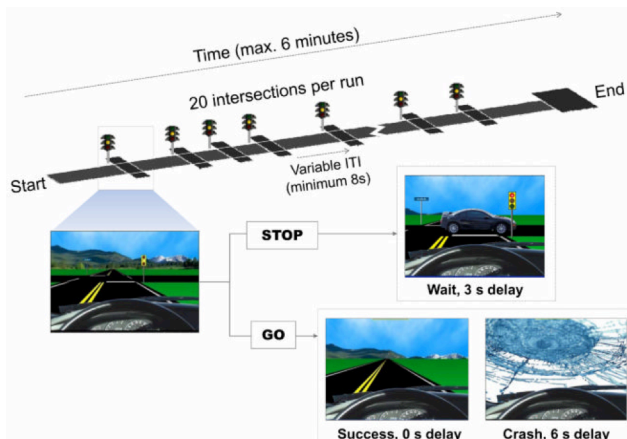 Time (max. 6 minutes)
20 intersections per run
End
Variable ITI
(minimum 8s)
Start
STOP
Wait, 3 s delay
GO
Success, 0 s delay
Crash, 6 s delay